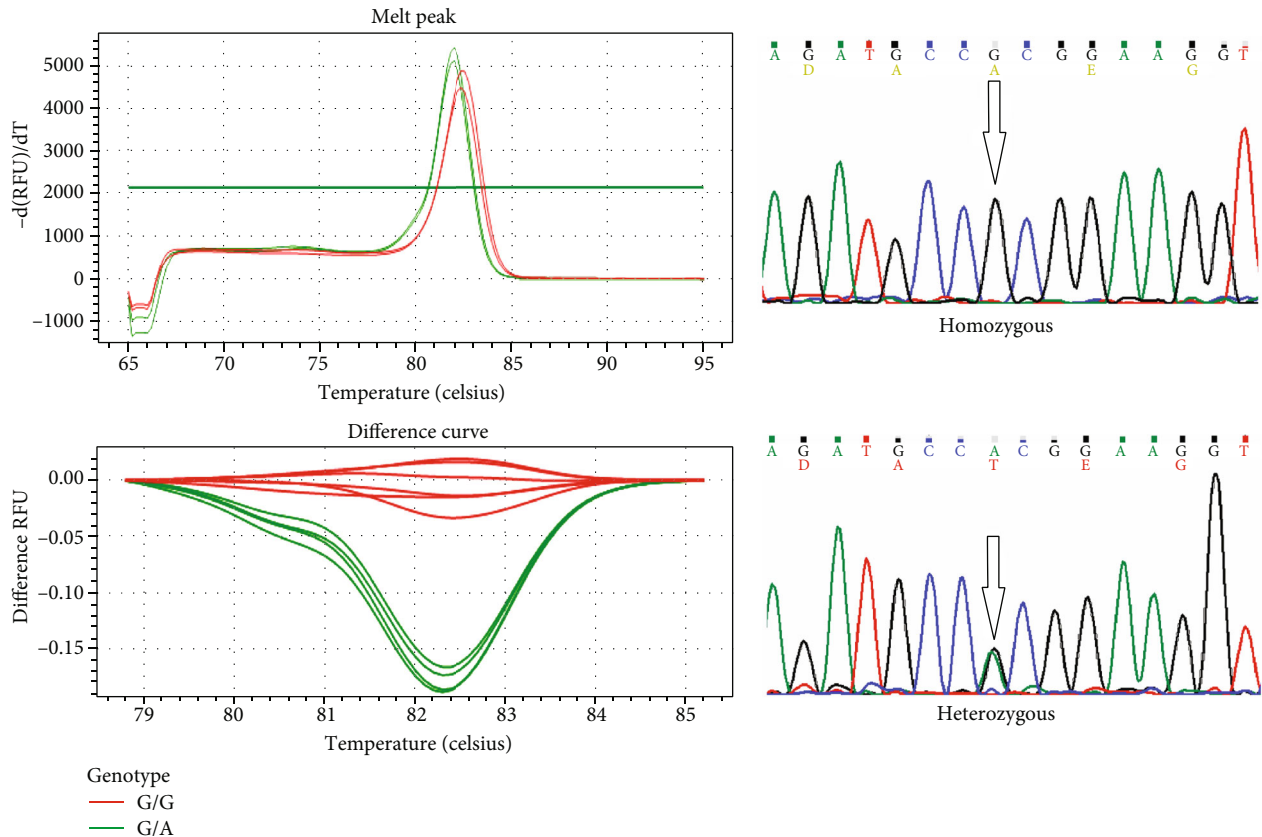 Melt peak
–d(RFU)/dT
5000
4000
3000
2000
1000
0
–1000
65 70 75 80 85 90 95
Temperature (celsius)
A G A T G C C G C G G A A G G T
D A A E G
Homozygous
Difference curve
Difference RFU
0.00
–0.05
–0.10
–0.15
79 80 81 82 83 84 85
Temperature (celsius)
Genotype
G/G
G/A
A G A T G C C A C G G A A G G T
D A T E G
Heterozygous